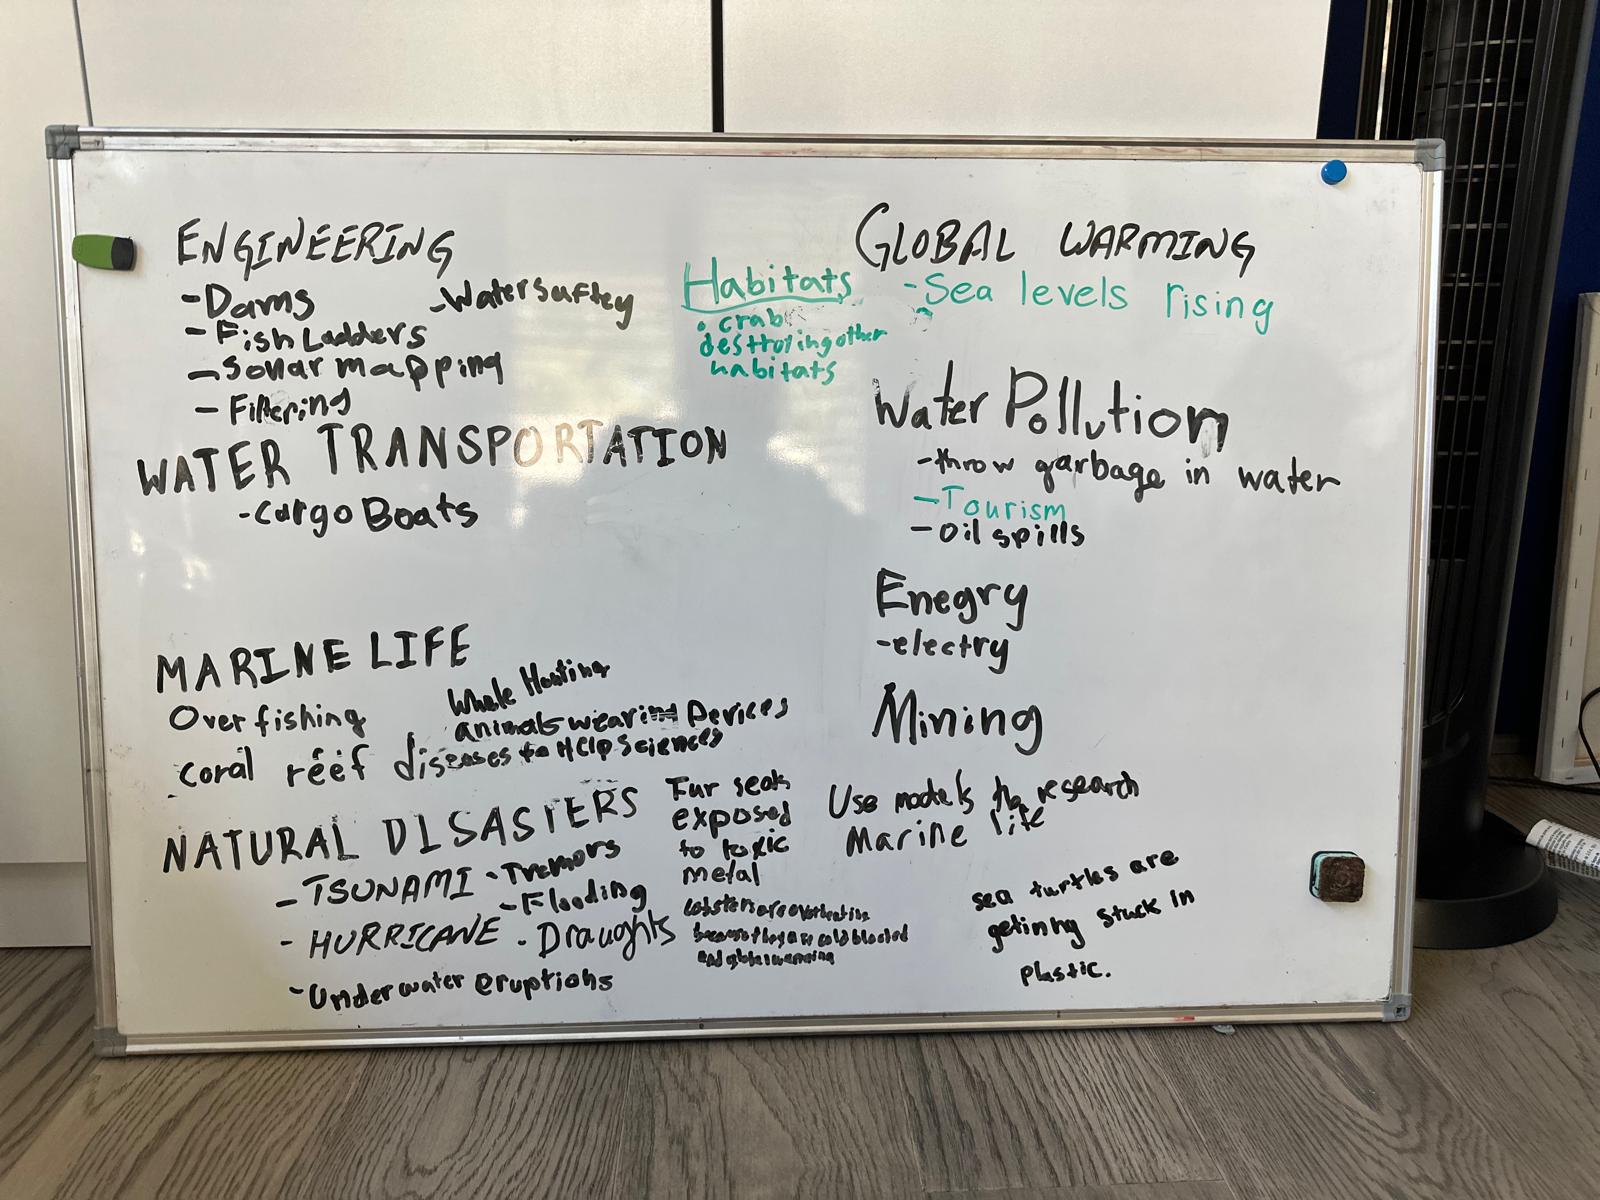 ENGINEERING
-Dams
-Watersaftey
- Fish Ladders
- Sonar mapping
- Filtering
Habitats
• crab
destroying other
habitats
GLOBAL WARMING
- Sea levels rising
WATER TRANSPORTATION
-cargo Boats
Water Pollution
-throw garbage in water
-Tourism
-oil spills
Enegry
-electry
Mining
MARINE LIFE
Over fishing
Whale Hunting
animals wearing Devices
to Help Sciences
coral reef diseases
NATURAL DISASTERS
- TSUNAMI
- Tremors
- Flooding
- HURRICANE
- Draughts
-Underwater eruptions
Fur seals
exposed
to toxic
metal
Lobsters are overheating
because they are cold blooded
and global warming
Use models to research
Marine life
sea turtles are
getining stuck in
plastic.